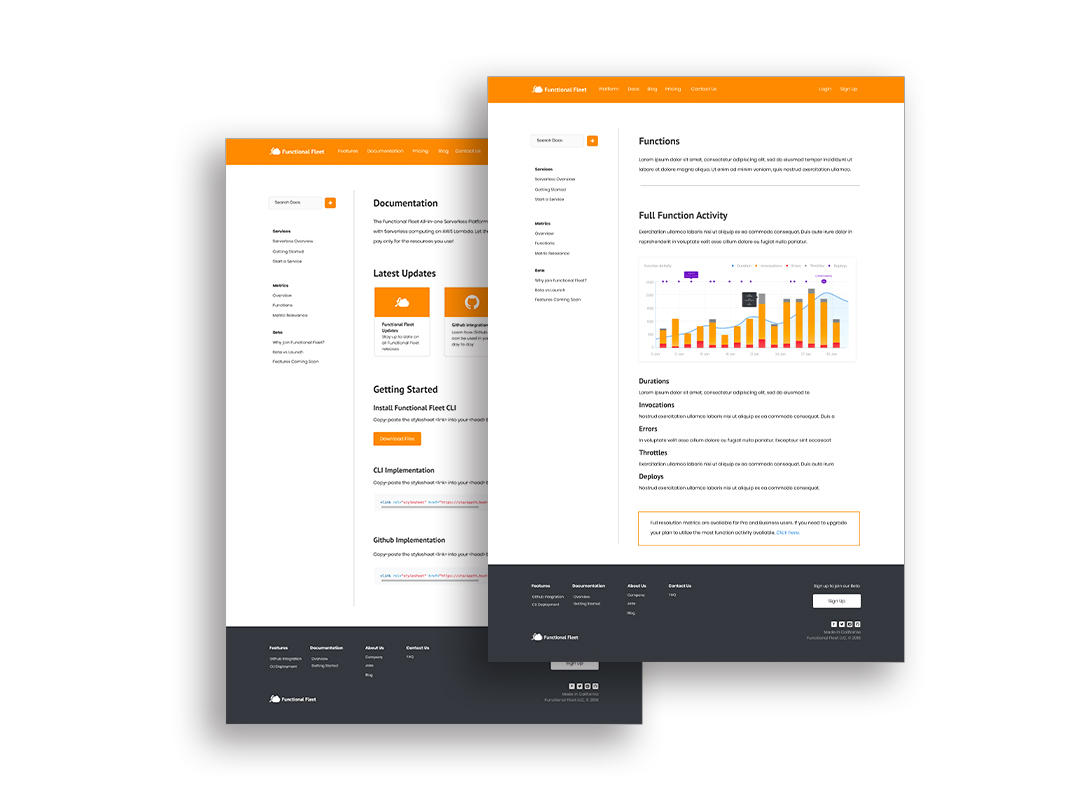 Functional Fleet
Features
Documentation
Pricing
Blog
Contact Us
Search Docs
Services
Serverless Overview
Getting Started
Start a Service
Metrics
Overview
Functions
Metric Relevance
Beta
Why join Functional Fleet?
Beta vs Launch
Features Coming Soon
Documentation
The Functional Fleet All-in-one Serverless Platform
with Serverless computing on AWS Lambda. Let the
pay only for the resources you use!
Latest Updates
Functional Fleet
Updates
Stay up to date on
all Functional Fleet
releases
Github Integration
Learn how Github
can be used in your
day to day
Getting Started
Install Functional Fleet CLI
Copy-paste the stylesheet <link> into your <head>
Download Files
CLI Implementation
Copy-paste the stylesheet <link> into your <head>
<link rel="stylesheet" href="https://
Github Implementation
Copy-paste the stylesheet <link> into your <head>
<link rel="stylesheet" href="https://
Features
Github Integration
CLI Deployment
Documentation
Overview
Getting Started
About Us
Company
Jobs
Blog
Contact Us
FAQ
Sign Up
Functional Fleet
Made in California
Functional Fleet LLC, © 2018
Functional Fleet
Platform
Docs
Blog
Pricing
Contact Us
Login
Sign Up
Search Docs
Services
Serverless Overview
Getting Started
Start a Service
Metrics
Overview
Functions
Metric Relevance
Beta
Why join Functional Fleet?
Beta vs Launch
Features Coming Soon
Functions
Lorem ipsum dolor sit amet, consectetur adipiscing elit, sed do eiusmod tempor incididunt ut
labore et dolore magna aliqua. Ut enim ad minim veniam, quis nostrud exercitation ullamco.
Full Function Activity
Exercitation ullamco laboris nisi ut aliquip ex ea commodo consequat. Duis aute irure dolor in
reprehenderit in voluptate velit esse cillum dolore eu fugiat nulla pariatur.
Function Activity
Duration
Invocations
Errors
Throttles
Deploys
Durations
Lorem ipsum dolor sit amet, consectetur adipiscing elit, sed do eiusmod te
Invocations
Nostrud exercitation ullamco laboris nisi ut aliquip ex ea commodo consequat. Duis a
Errors
In voluptate velit esse cillum dolore eu fugiat nulla pariatur. Excepteur sint occaecat
Throttles
Exercitation ullamco laboris nisi ut aliquip ex ea commodo consequat. Duis aute irure
Deploys
Nostrud exercitation ullamco laboris nisi ut aliquip ex ea commodo consequat.
Full resolution metrics are available for Pro and Business users. If you need to upgrade
your plan to utilize the most function activity available. Click here.
Features
Github Integration
CLI Deployment
Documentation
Overview
Getting Started
About Us
Company
Jobs
Blog
Contact Us
FAQ
Sign up to join our Beta
Sign Up
Functional Fleet
Made in California
Functional Fleet LLC, © 2018